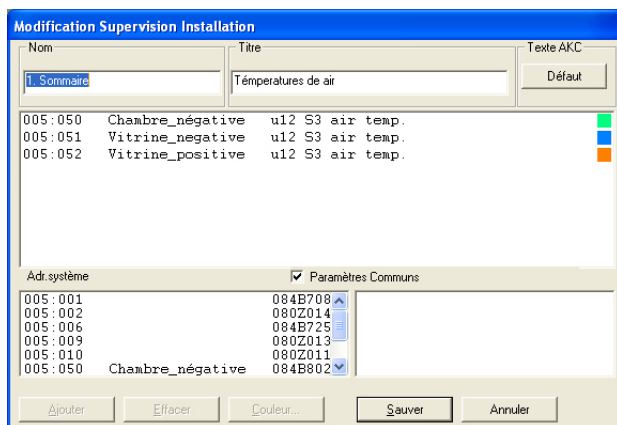 Modification Supervision Installation
Nom Titre Texte AKC
1. Sommaire Témperatures de air Défaut
005:050 Chambre_négative u12 S3 air temp.
005:051 Vitrine_negative u12 S3 air temp.
005:052 Vitrine_positive u12 S3 air temp.
Adr.système Paramètres Communs
005:001 084B708
005:002 080Z014
005:006 084B725
005:009 080Z013
005:010 080Z011
005:050 Chambre_négative 084B802
Ajouter Effacer Couleur... Sauver Annuler